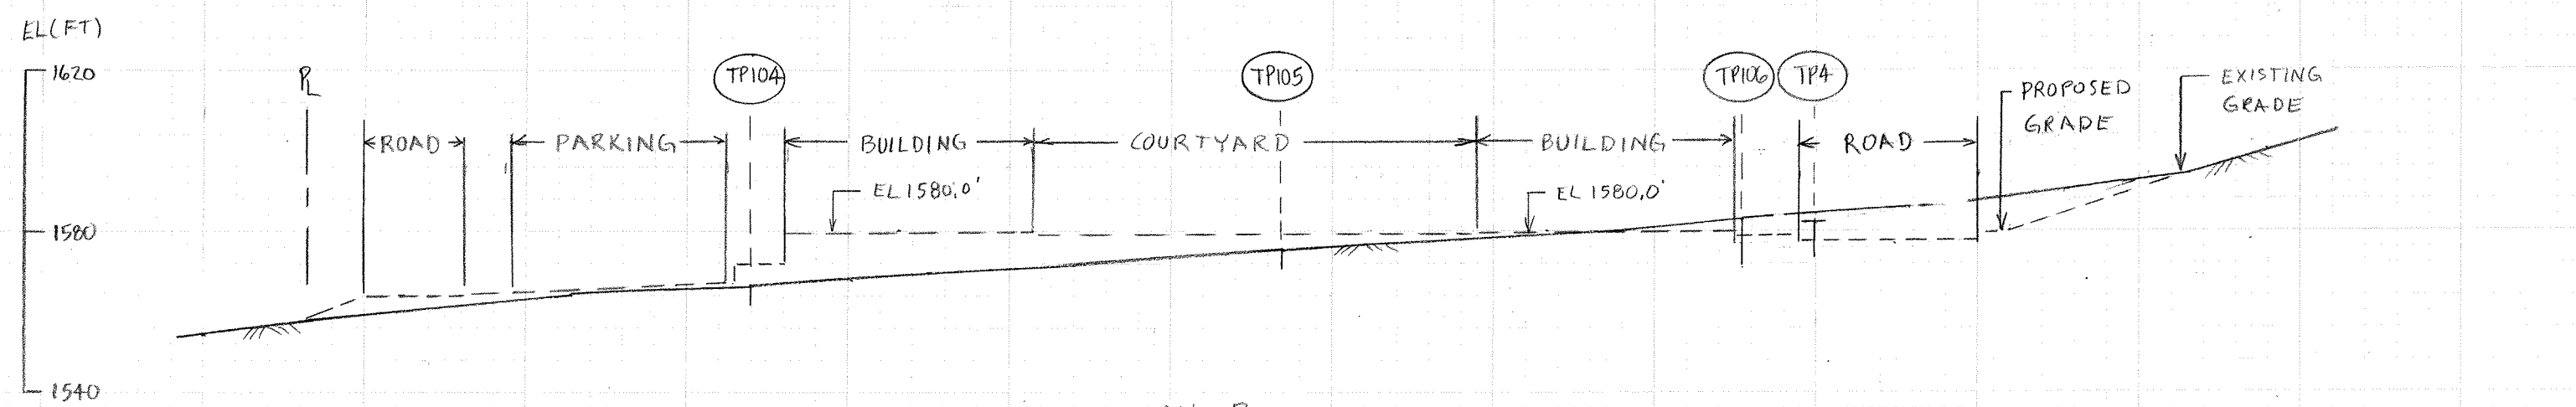 EL(FT)
1620
PL
TP104
TP105
TP106
TP4
PROPOSED
GRADE
EXISTING
GRADE
ROAD
PARKING
BUILDING
COURTYARD
BUILDING
ROAD
EL 1580.0'
EL 1580.0'
1580
1540